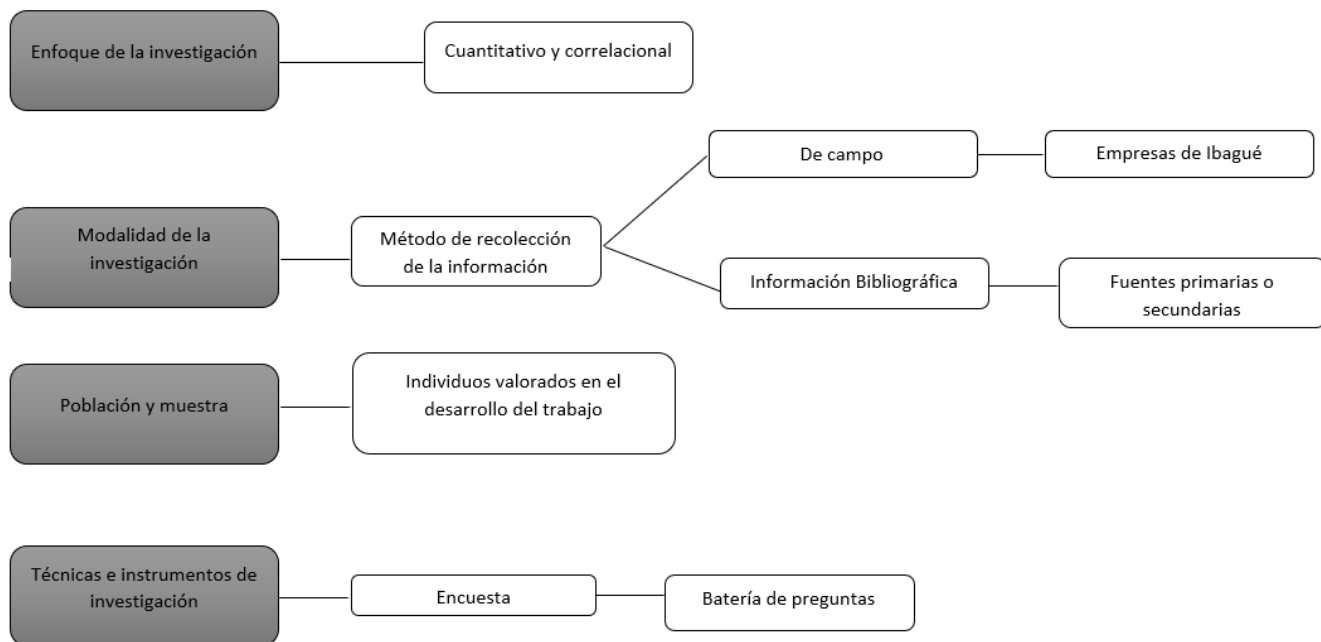 Enfoque de la investigación
Cuantitativo y correlacional
De campo
Empresas de Ibagué
Modalidad de la
investigación
Método de recolección
de la información
Información Bibliográfica
Fuentes primarias o
secundarias
Población y muestra
Individuos valorados en el
desarrollo del trabajo
Técnicas e instrumentos de
investigación
Encuesta
Batería de preguntas